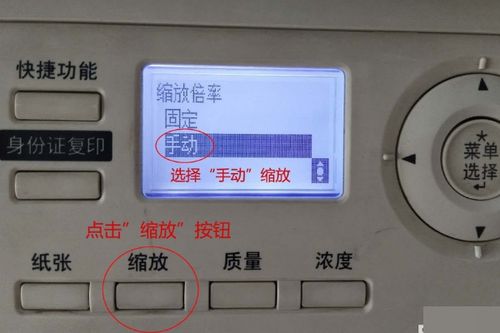 快捷功能
身份证复印
缩放倍率
固定
手动
选择“手动”缩放
菜单
选择
点击”缩放”按钮
纸张
缩放
质量
浓度